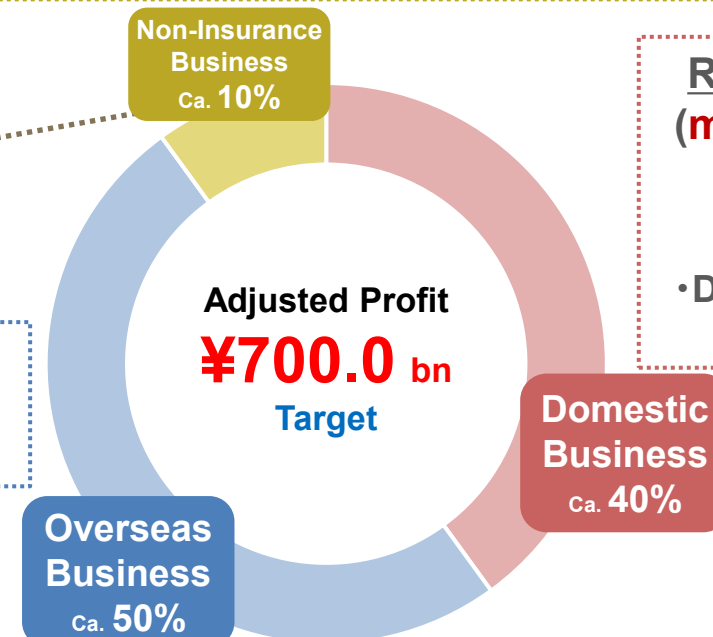 Non-Insurance
Business
Ca. 10%
Adjusted Profit
¥700.0 bn
Target
Domestic
Business
Ca. 40%
Overseas
Business
Ca. 50%